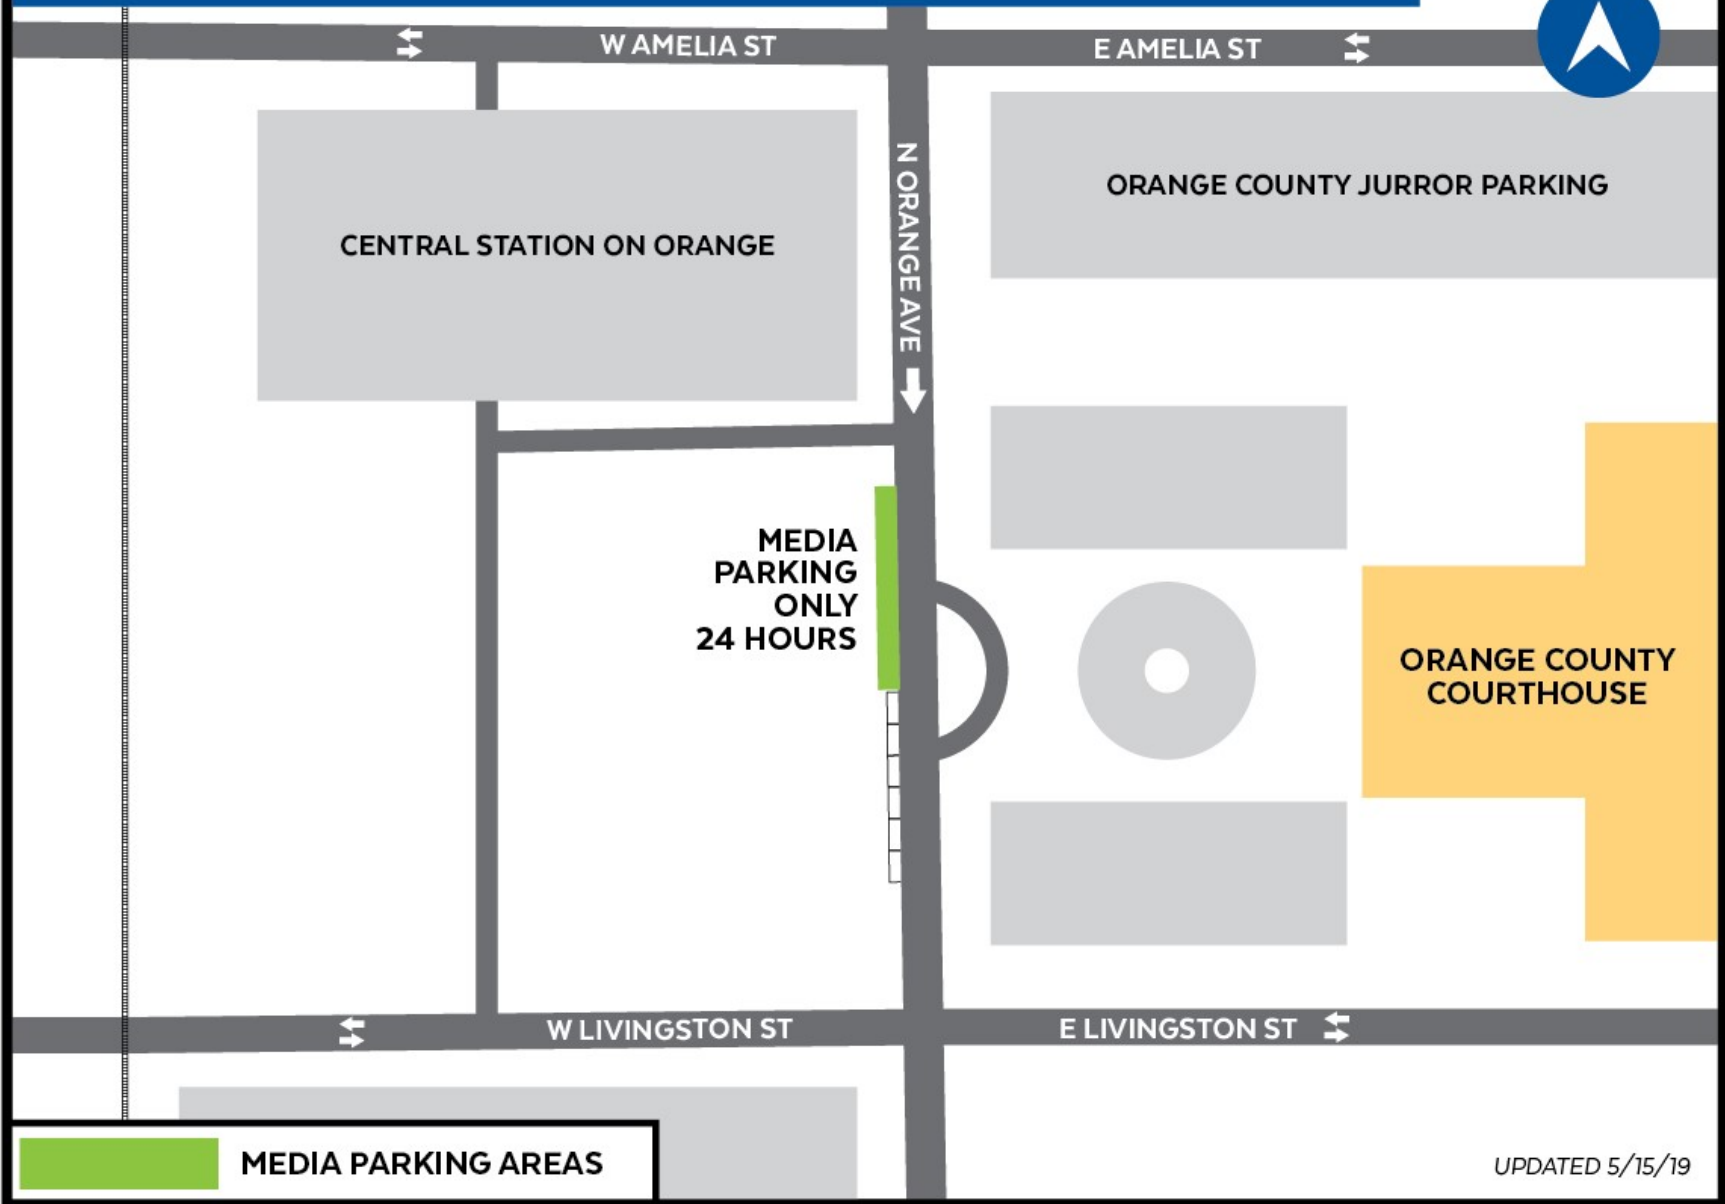 W AMELIA ST
E AMELIA ST
N ORANGE AVE
ORANGE COUNTY JURROR PARKING
CENTRAL STATION ON ORANGE
MEDIA
PARKING
ONLY
24 HOURS
ORANGE COUNTY
COURTHOUSE
W LIVINGSTON ST
E LIVINGSTON ST
MEDIA PARKING AREAS
UPDATED 5/15/19